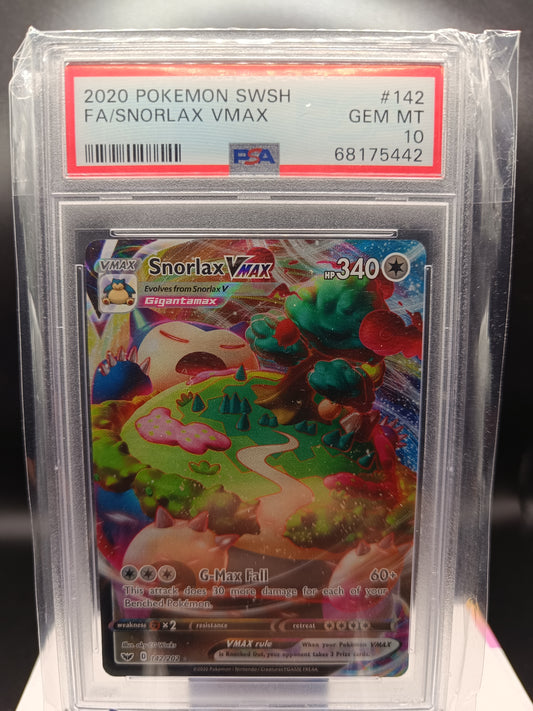 2020 POKEMON SWSH #142
FA/SNORLAX VMAX GEM MT
10
PSA 68175442
VMAX Snorlax VMAX HP 340
Evolves from Snorlax V
Gigantamax
G-Max Fall 60+
This attack does 30 more damage for each of your
Benched Pokémon.
weakness ×2 resistance retreat
VMAX rule When your Pokémon VMAX
is Knocked Out, your opponent takes 3 Prize cards.
D 142/202
©2020 Pokémon / Nintendo / Creatures / GAME FREAK.